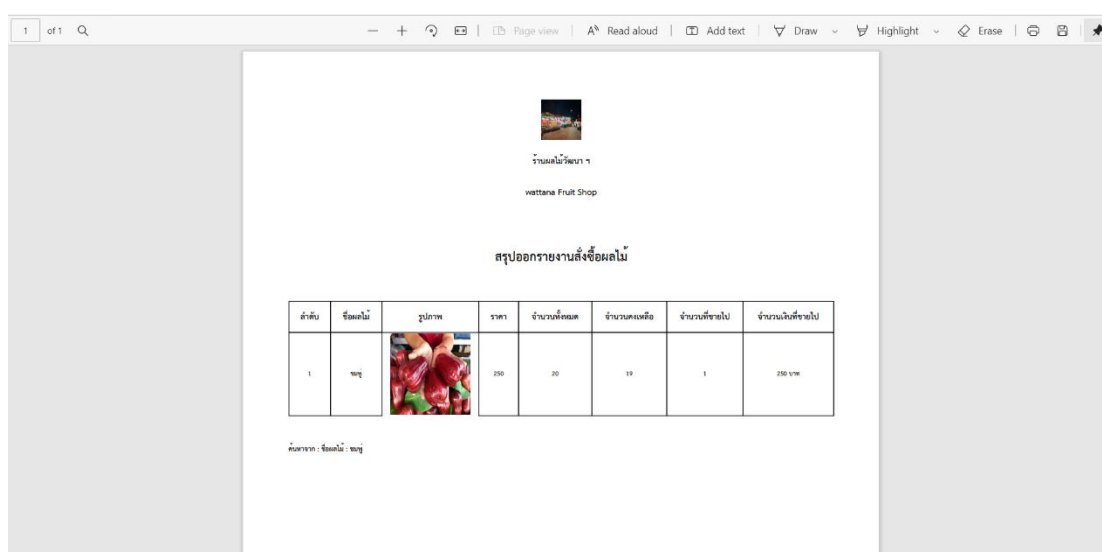 1 of 1 Page view Read aloud Add text Draw Highlight Erase
ร้านผลไม้วัฒนา ฯ
wattana Fruit Shop
สรุปออกรายงานสั่งซื้อผลไม้
ลำดับ ชื่อผลไม้ รูปภาพ ราคา จำนวนทั้งหมด จำนวนคงเหลือ จำนวนที่ขายไป จำนวนเงินที่ขายไป
1 ชมพู่ 250 20 19 1 250 บาท
ค้นหาจาก : ชื่อผลไม้ : ชมพู่